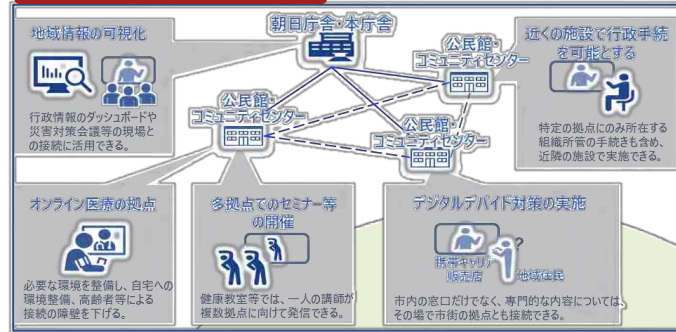 朝日庁舎・本庁舎
地域情報の可視化
行政情報のダッシュボードや
災害対策会議等の現場と
の接続に活用できる。
公民館・
コミュニティセンター
近くの施設で行政手続
を可能とする
特定の拠点にのみ所在する
組織所管の手続きも含め、
近隣の施設で実施できる。
公民館・
コミュニティセンター
公民館・
コミュニティセンター
オンライン医療の拠点
必要な環境を整備し、自宅への
環境整備、高齢者等による
接続の障壁を下げる。
多拠点でのセミナー等
の開催
健康教室等では、一人の講師が
複数拠点に向けて発信できる。
デジタルデバイド対策の実施
携帯キャリア
販売店
地域住民
市内の窓口だけでなく、専門的な内容については、
その場で市街の拠点とも接続できる。